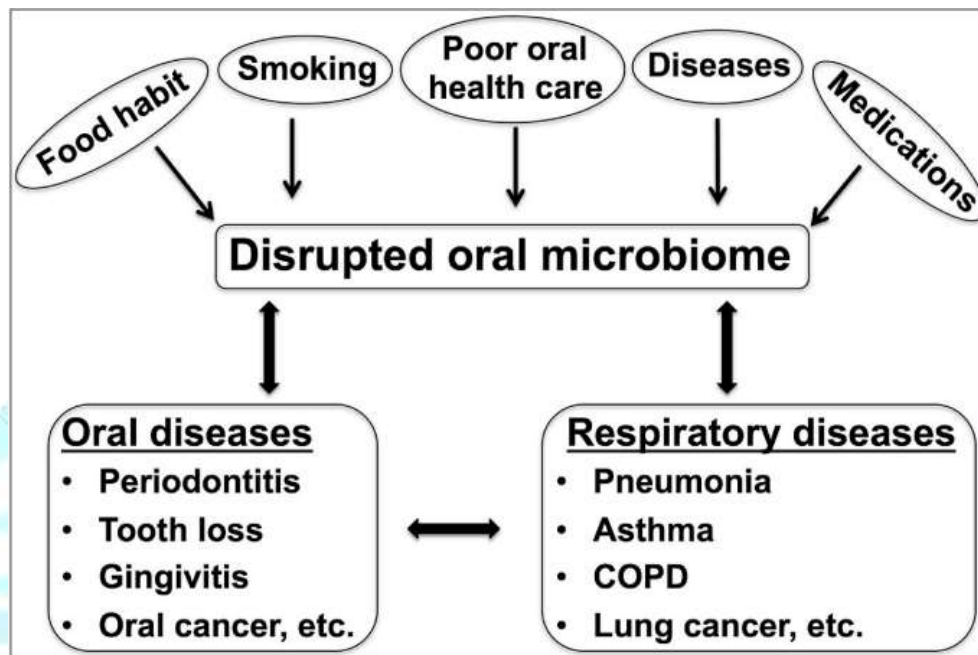 Food habit
Smoking
Poor oral
health care
Diseases
Medications
Disrupted oral microbiome
Oral diseases
• Periodontitis
• Tooth loss
• Gingivitis
• Oral cancer, etc.
Respiratory diseases
• Pneumonia
• Asthma
• COPD
• Lung cancer, etc.